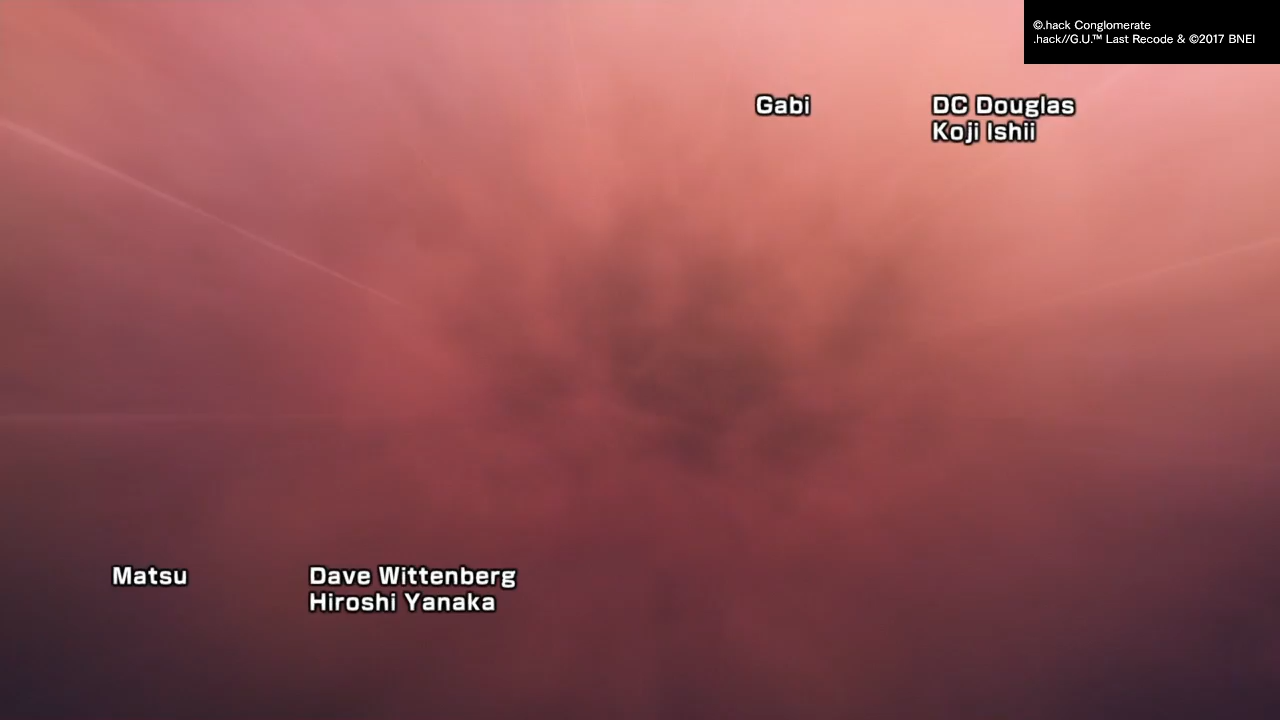 ©.hack Conglomerate
.hack//G.U.™ Last Recode & ©2017 BNEI
Gabi DC Douglas
Koji Ishii
Matsu Dave Wittenberg
Hiroshi Yanaka